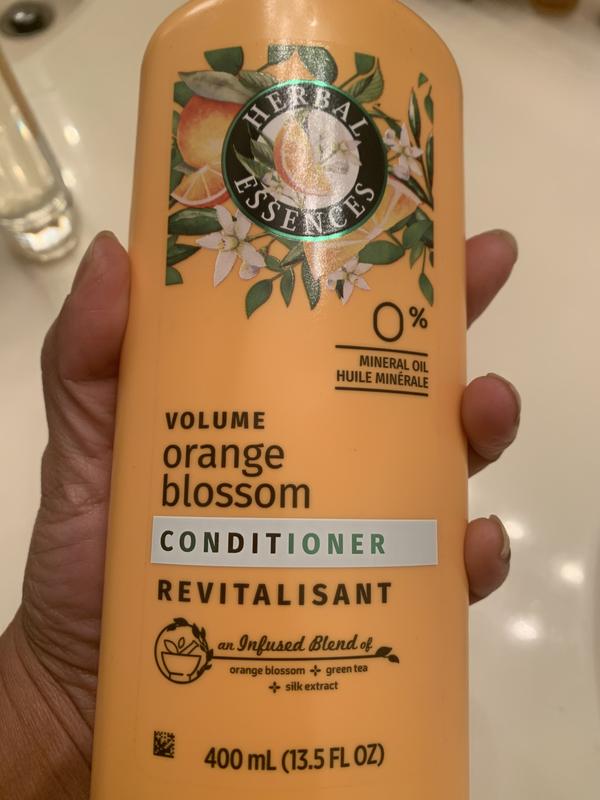 HERBAL
ESSENCES
0%
MINERAL OIL
HUILE MINÉRALE
VOLUME
orange
blossom
CONDITIONER
REVITALISANT
an Infused Blend of
orange blossom ✢ green tea
✢ silk extract
400 mL (13.5 FL OZ)